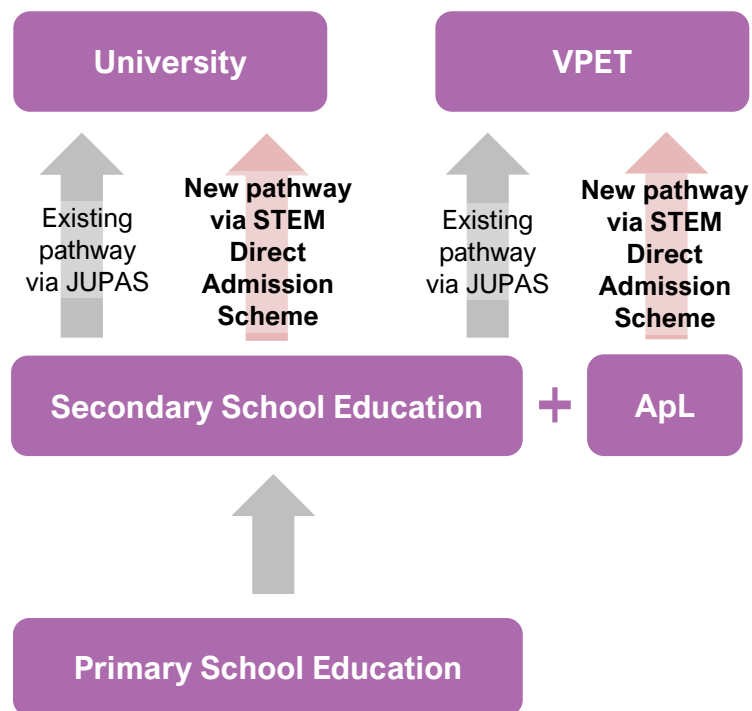 University
VPET
Existing
pathway
via JUPAS
New pathway
via STEM
Direct
Admission
Scheme
Existing
pathway
via JUPAS
New pathway
via STEM
Direct
Admission
Scheme
Secondary School Education
+
ApL
Primary School Education